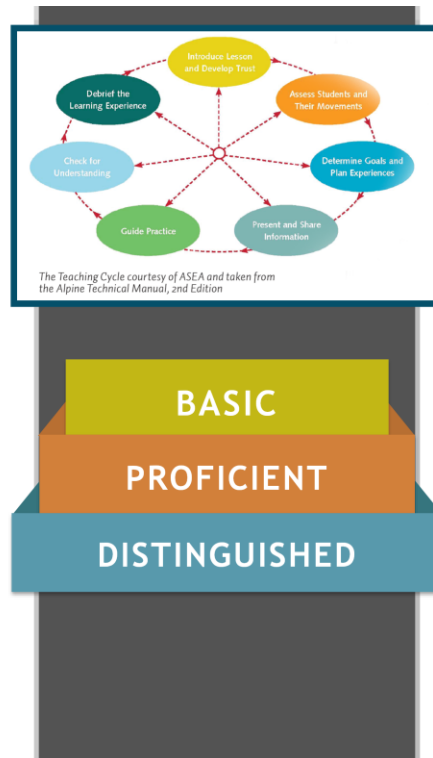 Introduce Lesson
and Develop Trust
Debrief the
Learning Experience
Assess Students and
Their Movements
Check for
Understanding
Determine Goals and
Plan Experiences
Guide Practice
Present and Share
Information
The Teaching Cycle courtesy of ASEA and taken from
the Alpine Technical Manual, 2nd Edition
BASIC
PROFICIENT
DISTINGUISHED